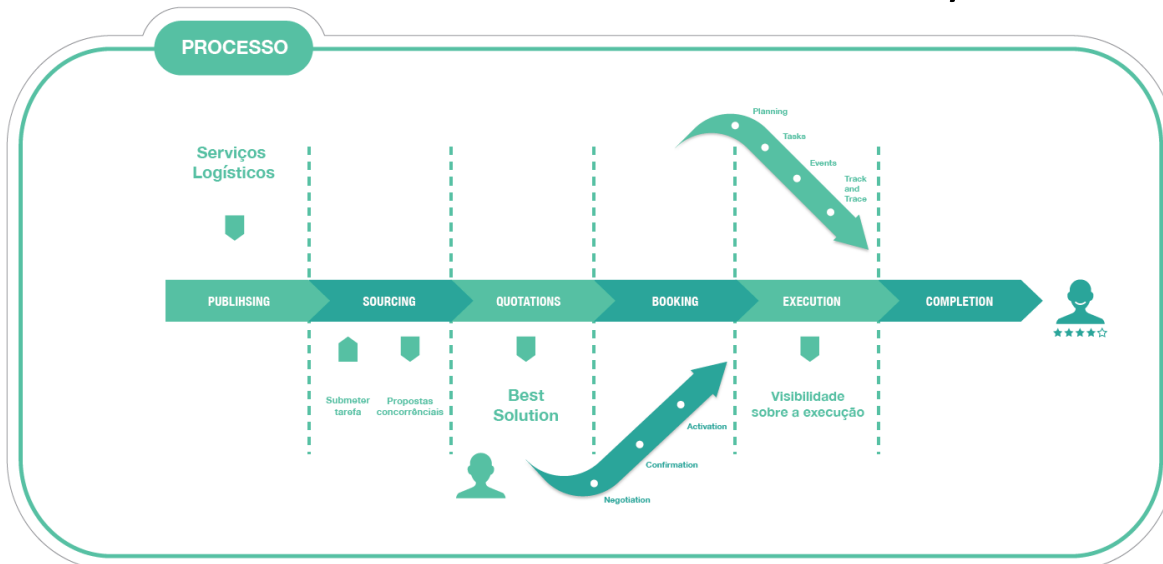 PROCESSO
Planning
Tasks
Events
Track
and
Trace
Serviços
Logísticos
PUBLIHSING
SOURCING
QUOTATIONS
BOOKING
EXECUTION
COMPLETION
Submeter
tarefa
Propostas
concorrênciais
Best
Solution
Visibilidade
sobre a execução
Activation
Confirmation
Negotiation